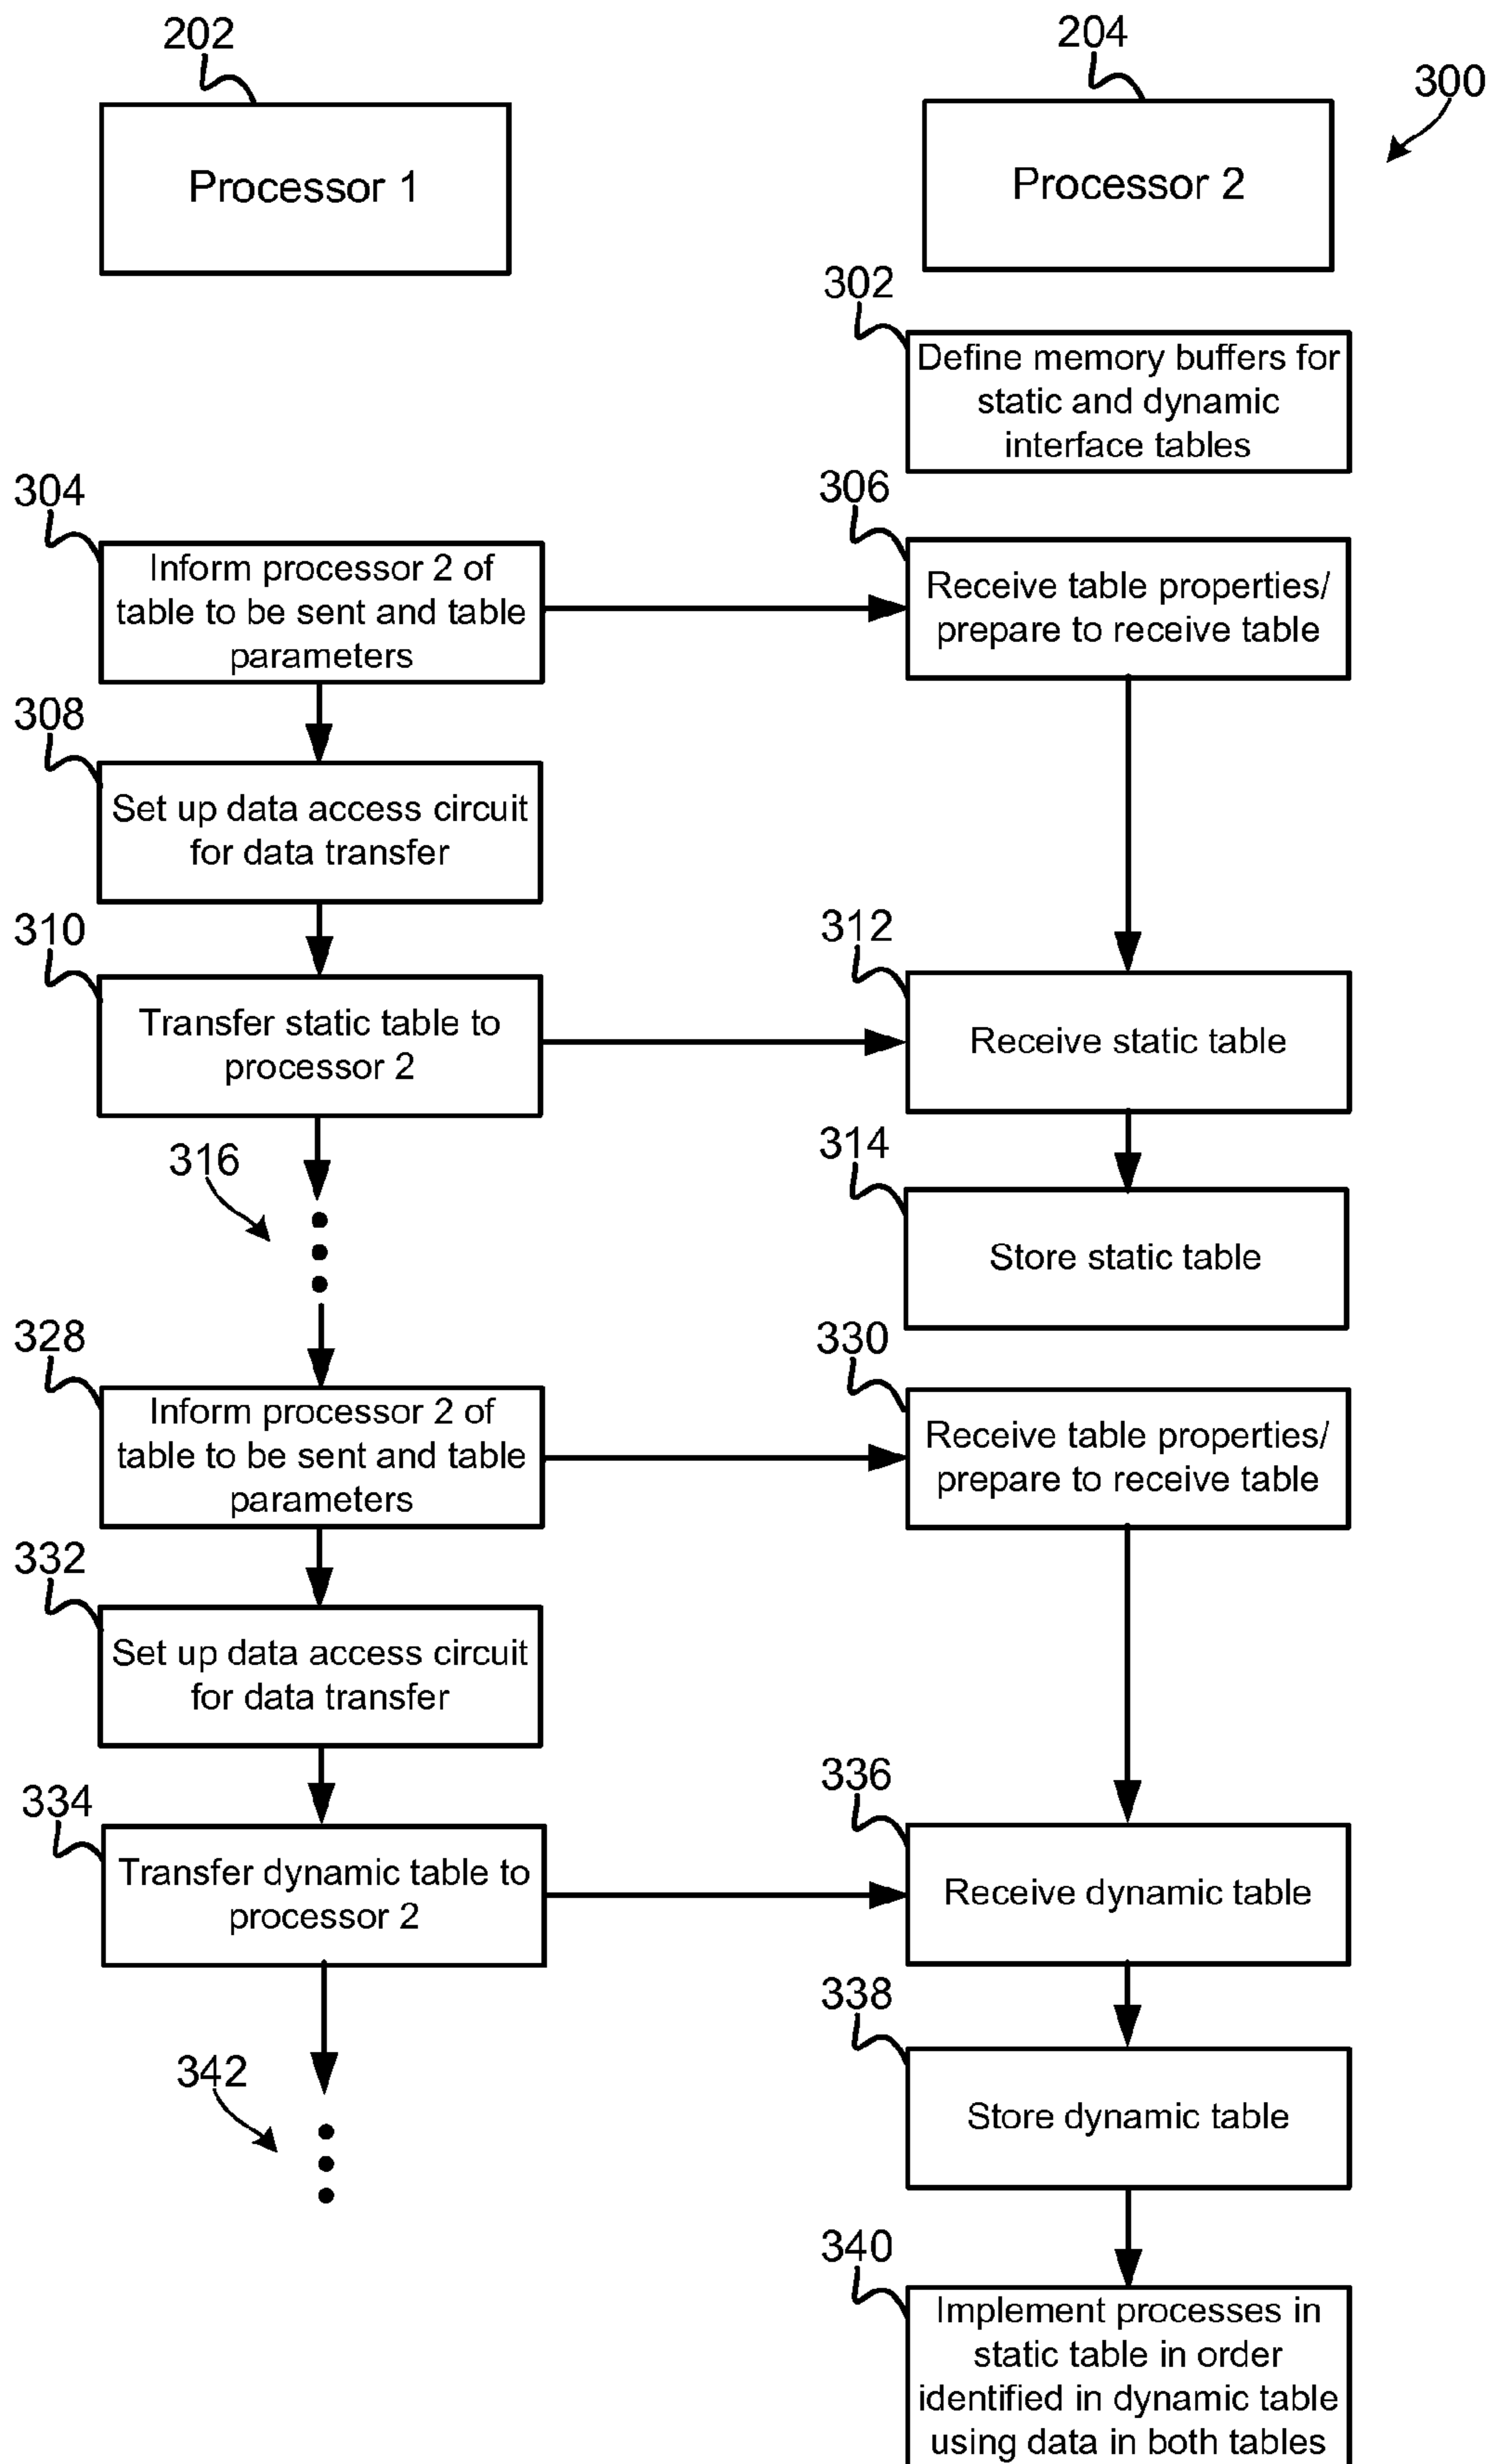 202
204
300
Processor 1
Processor 2
302
Define memory buffers for
static and dynamic
interface tables
304
306
Inform processor 2 of
table to be sent and table
parameters
Receive table properties/
prepare to receive table
308
Set up data access circuit
for data transfer
310
312
Transfer static table to
processor 2
Receive static table
316
314
Store static table
328
330
Inform processor 2 of
table to be sent and table
parameters
Receive table properties/
prepare to receive table
332
Set up data access circuit
for data transfer
334
336
Transfer dynamic table to
processor 2
Receive dynamic table
338
342
Store dynamic table
340
Implement processes in
static table in order
identified in dynamic table
using data in both tables